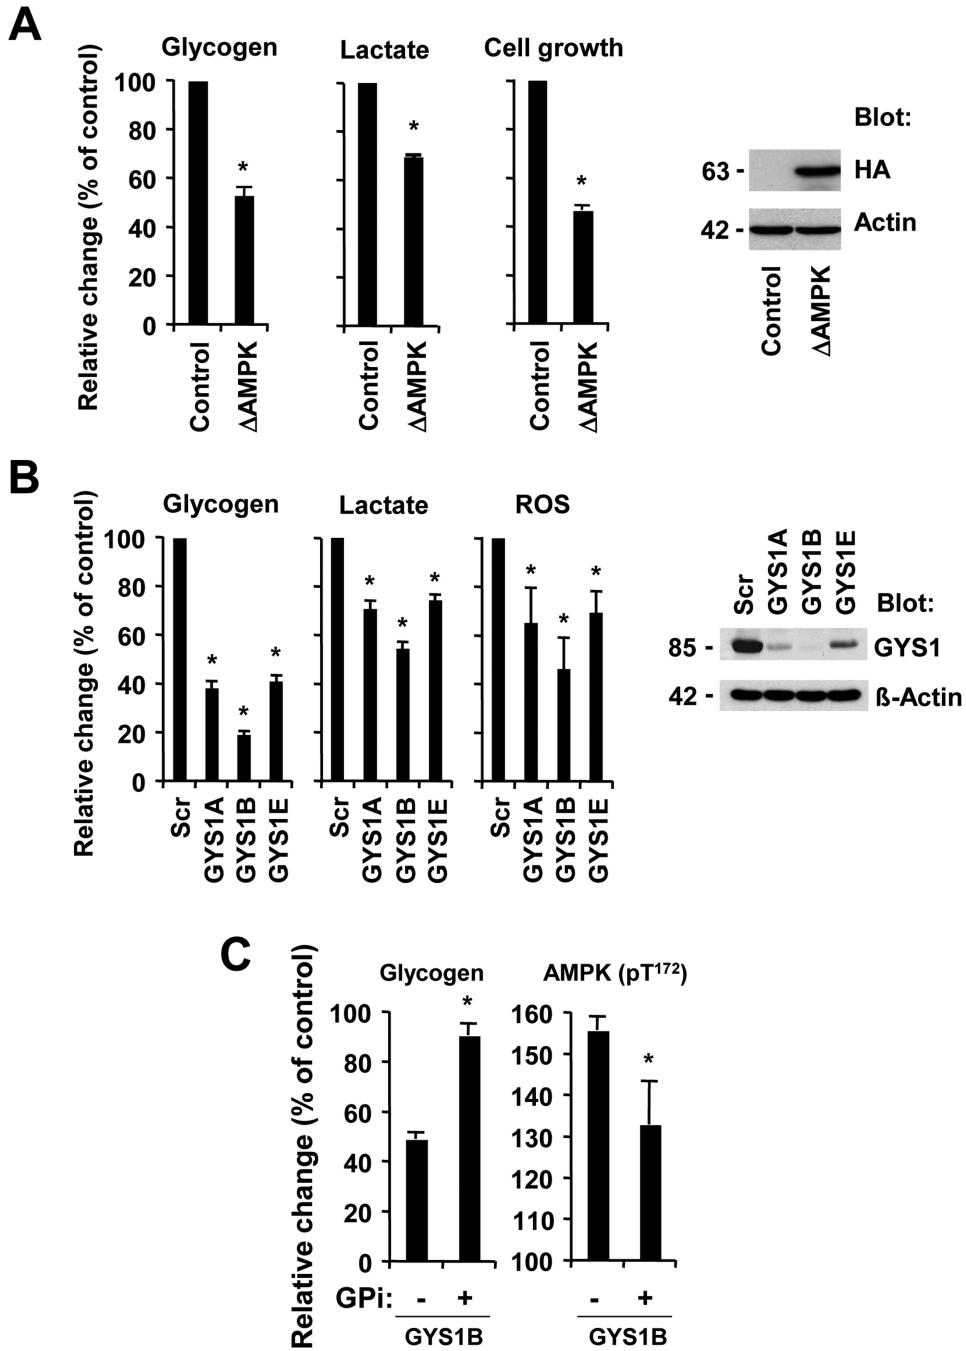 A
Glycogen
Lactate
Cell growth
Relative change (% of control)
100
80
60
40
20
0
*
*
*
Control
ΔAMPK
Control
ΔAMPK
Control
ΔAMPK
Blot:
63 -
HA
42 -
Actin
Control
ΔAMPK
B
Glycogen
Lactate
ROS
Relative change (% of control)
100
80
60
40
20
0
* * *
* * *
* * *
Scr
GYS1A
GYS1B
GYS1E
Scr
GYS1A
GYS1B
GYS1E
Scr
GYS1A
GYS1B
GYS1E
Scr
GYS1A
GYS1B
GYS1E
Blot:
85 -
GYS1
42 -
ß-Actin
C
Glycogen
AMPK (pT¹⁷²)
Relative change (% of control)
100
80
60
40
20
0
*
160
150
140
130
120
110
100
*
GPi: - + - +
GYS1B GYS1B